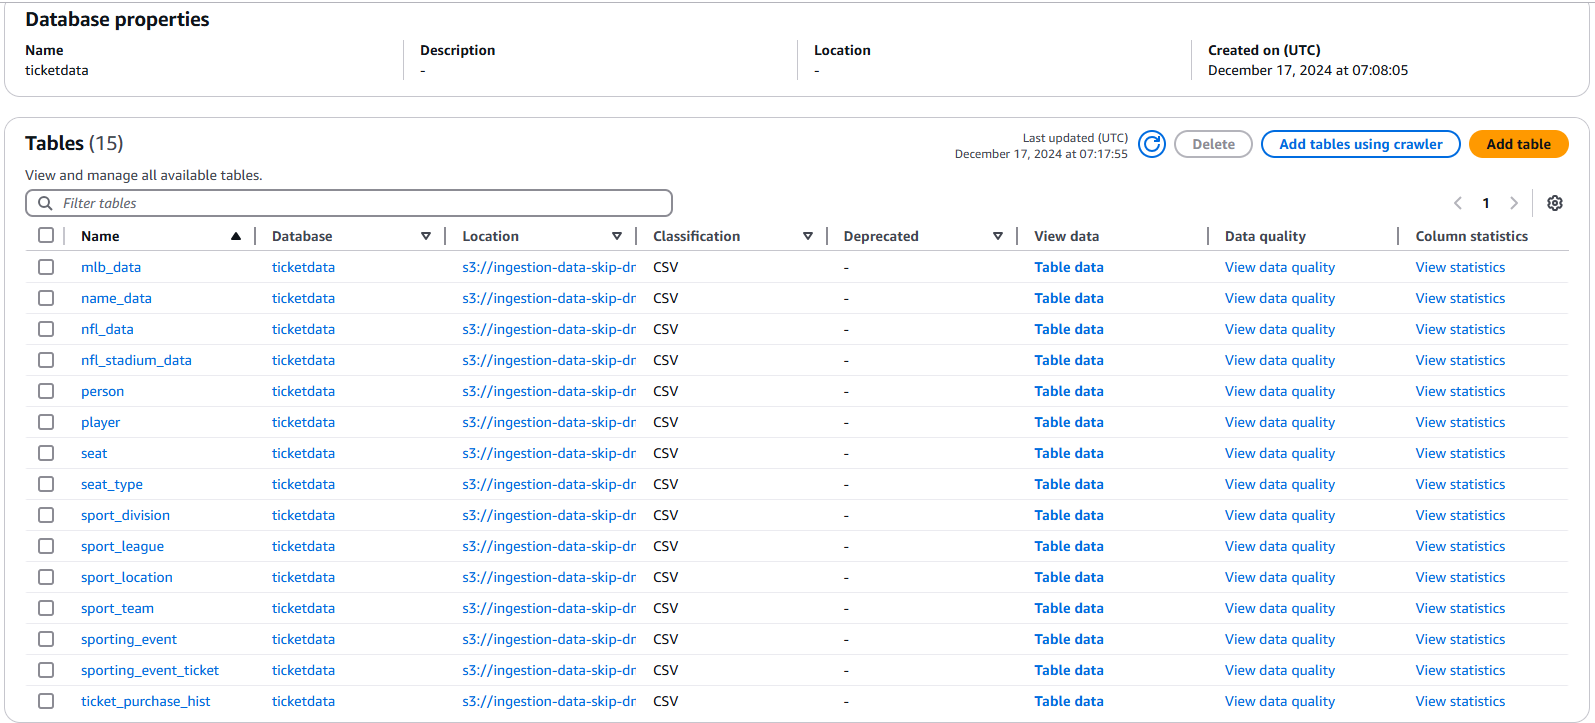 Database properties
Name Description Location Created on (UTC)
ticketdata - - December 17, 2024 at 07:08:05
Tables (15) Last updated (UTC) Delete Add tables using crawler Add table
December 17, 2024 at 07:17:55
View and manage all available tables.
Filter tables 1
Name Database Location Classification Deprecated View data Data quality Column statistics
mlb_data ticketdata s3://ingestion-data-skip-dr CSV - Table data View data quality View statistics
name_data ticketdata s3://ingestion-data-skip-dr CSV - Table data View data quality View statistics
nfl_data ticketdata s3://ingestion-data-skip-dr CSV - Table data View data quality View statistics
nfl_stadium_data ticketdata s3://ingestion-data-skip-dr CSV - Table data View data quality View statistics
person ticketdata s3://ingestion-data-skip-dr CSV - Table data View data quality View statistics
player ticketdata s3://ingestion-data-skip-dr CSV - Table data View data quality View statistics
seat ticketdata s3://ingestion-data-skip-dr CSV - Table data View data quality View statistics
seat_type ticketdata s3://ingestion-data-skip-dr CSV - Table data View data quality View statistics
sport_division ticketdata s3://ingestion-data-skip-dr CSV - Table data View data quality View statistics
sport_league ticketdata s3://ingestion-data-skip-dr CSV - Table data View data quality View statistics
sport_location ticketdata s3://ingestion-data-skip-dr CSV - Table data View data quality View statistics
sport_team ticketdata s3://ingestion-data-skip-dr CSV - Table data View data quality View statistics
sporting_event ticketdata s3://ingestion-data-skip-dr CSV - Table data View data quality View statistics
sporting_event_ticket ticketdata s3://ingestion-data-skip-dr CSV - Table data View data quality View statistics
ticket_purchase_hist ticketdata s3://ingestion-data-skip-dr CSV - Table data View data quality View statistics